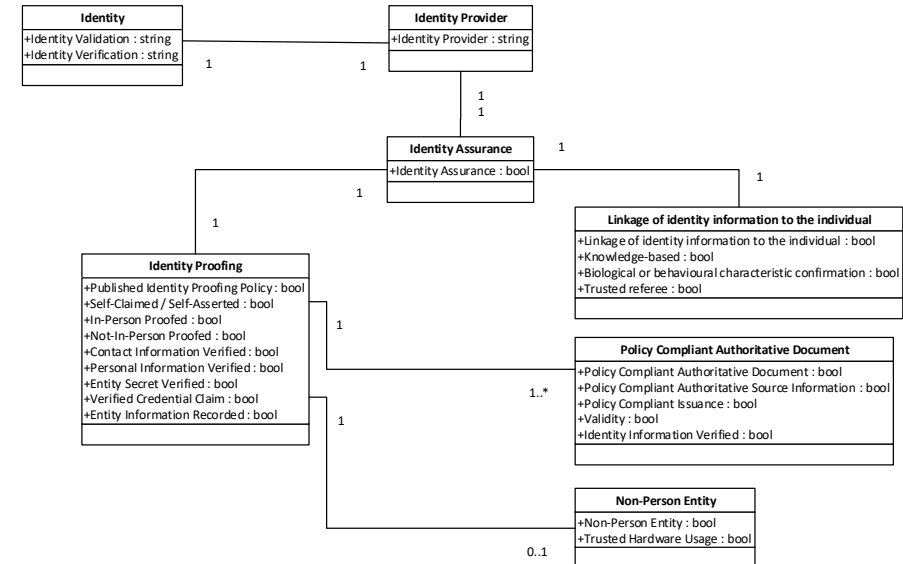 Identity
+Identity Validation : string
+Identity Verification : string
Identity Provider
+Identity Provider : string
1
1
1
1
Identity Assurance
+Identity Assurance : bool
1
1
1
1
Linkage of identity information to the individual
+Linkage of identity information to the individual : bool
+Knowledge-based : bool
+Biological or behavioural characteristic confirmation : bool
+Trusted referee : bool
Identity Proofing
+Published Identity Proofing Policy : bool
+Self-Claimed / Self-Asserted : bool
+In-Person Proofed : bool
+Not-In-Person Proofed : bool
+Contact Information Verified : bool
+Personal Information Verified : bool
+Entity Secret Verified : bool
+Verified Credential Claim : bool
+Entity Information Recorded : bool
1
1..*
Policy Compliant Authoritative Document
+Policy Compliant Authoritative Document : bool
+Policy Compliant Authoritative Source Information : bool
+Policy Compliant Issuance : bool
+Validity : bool
+Identity Information Verified : bool
1
0..1
Non-Person Entity
+Non-Person Entity : bool
+Trusted Hardware Usage : bool